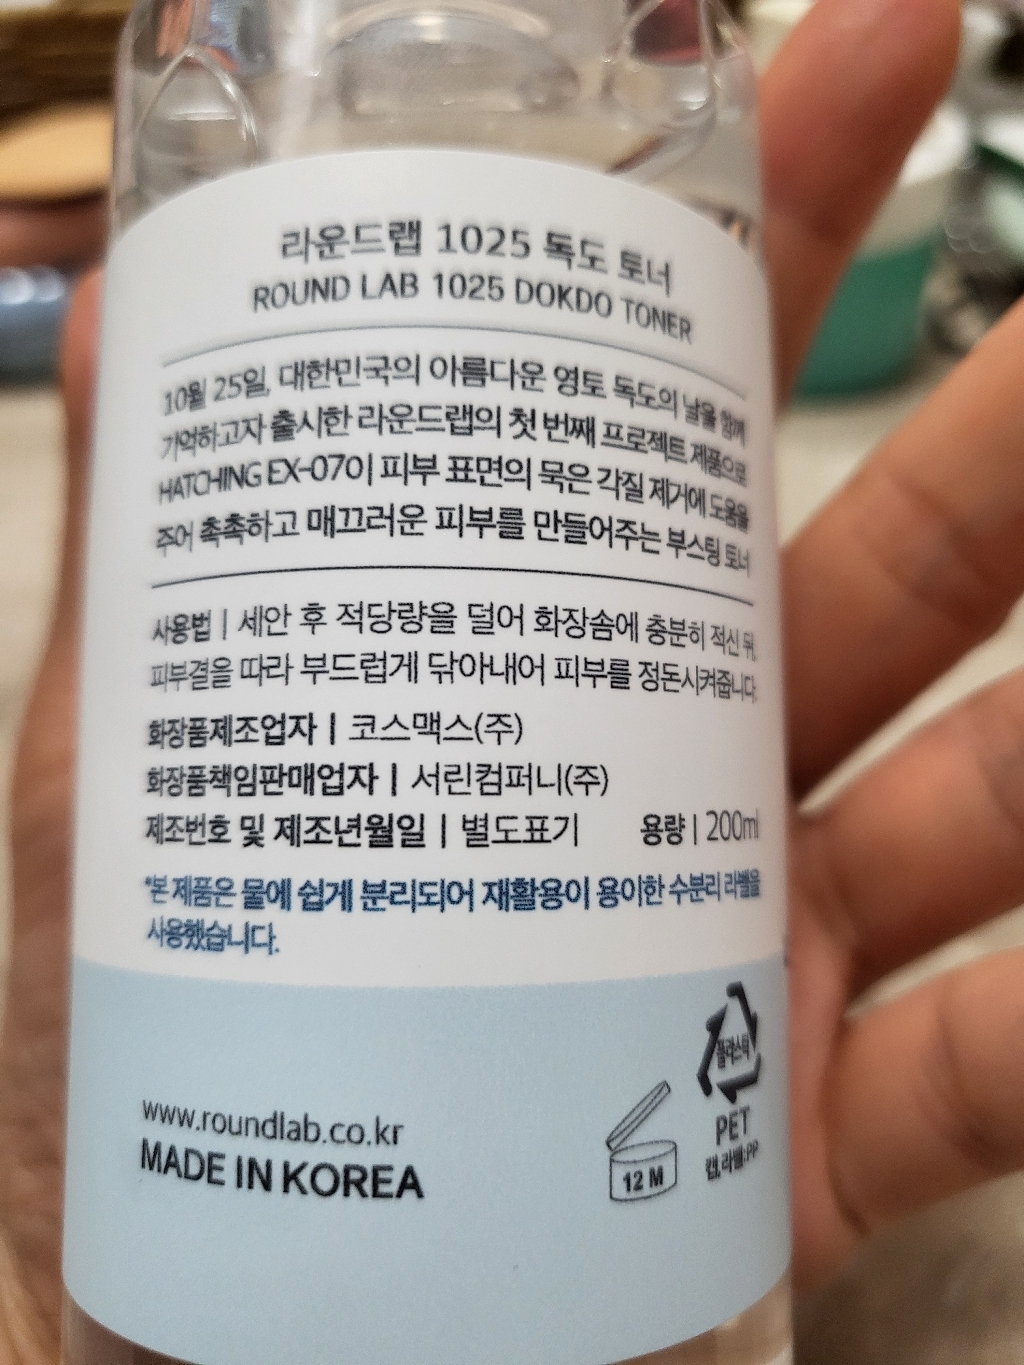 라운드랩 1025 독도 토너
ROUND LAB 1025 DOKDO TONER
10월 25일, 대한민국의 아름다운 영토 독도의 날을 함께
기억하고자 출시한 라운드랩의 첫 번째 프로젝트 제품으로
HATCHING EX-07이 피부 표면의 묵은 각질 제거에 도움을
주어 촉촉하고 매끄러운 피부를 만들어주는 부스팅 토너
사용법 | 세안 후 적당량을 덜어 화장솜에 충분히 적신 뒤,
피부결을 따라 부드럽게 닦아내어 피부를 정돈시켜줍니다.
화장품제조업자 | 코스맥스(주)
화장품책임판매업자 | 서린컴퍼니(주)
제조번호 및 제조년월일 | 별도표기 용량 | 200ml
*본 제품은 물에 쉽게 분리되어 재활용이 용이한 수분리 라벨을
사용했습니다.
플라스틱
PET
캡,라벨:PP
12 M
www.roundlab.co.kr
MADE IN KOREA